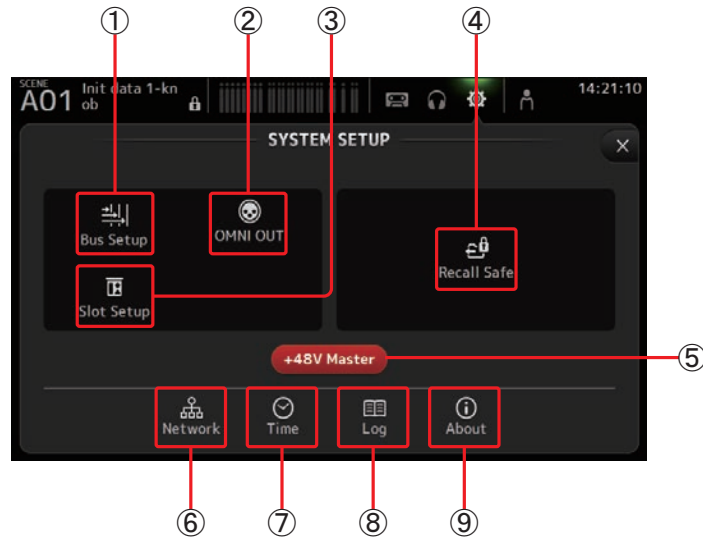 ① ② ③ ④
SCENE
A01 Init data 1-kn
ob
14:21:10
SYSTEM SETUP
Bus Setup
OMNI OUT
Slot Setup
Recall Safe
+48V Master
⑤
Network
Time
Log
About
⑥ ⑦ ⑧ ⑨